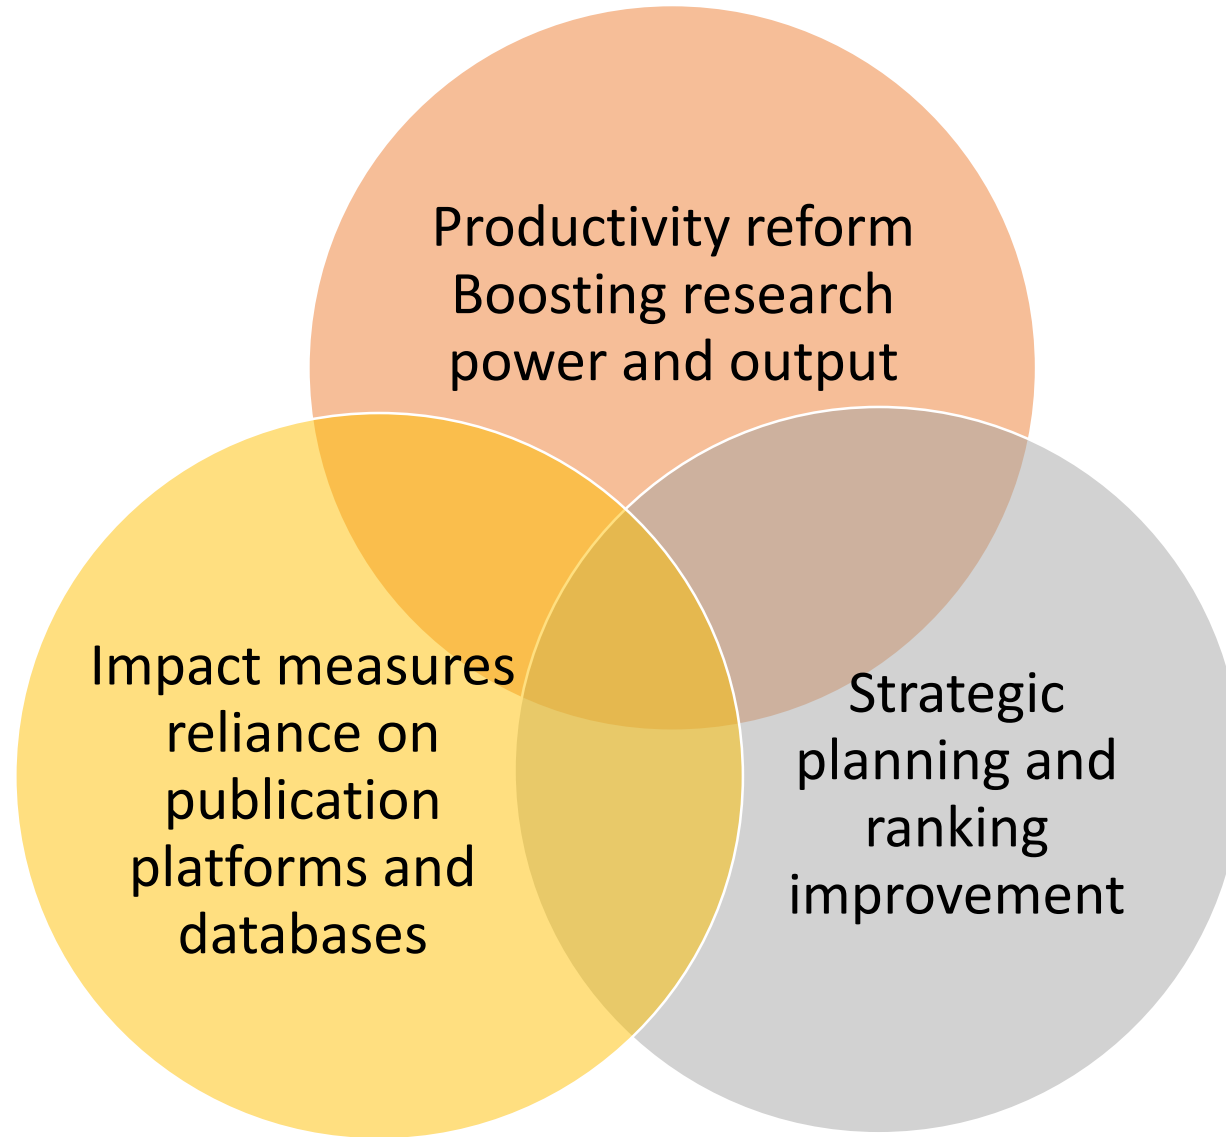 Productivity reform
Boosting research
power and output
Impact measures
reliance on
publication
platforms and
databases
Strategic
planning and
ranking
improvement